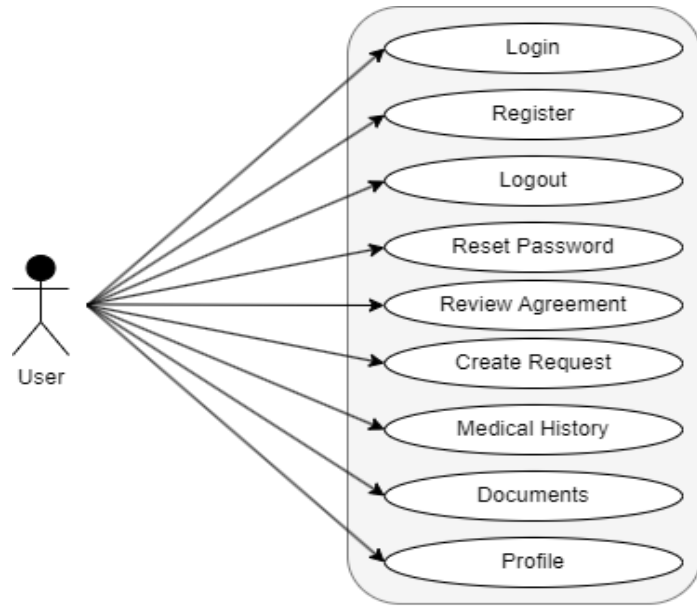 Login
Register
Logout
Reset Password
Review Agreement
Create Request
Medical History
Documents
Profile
User